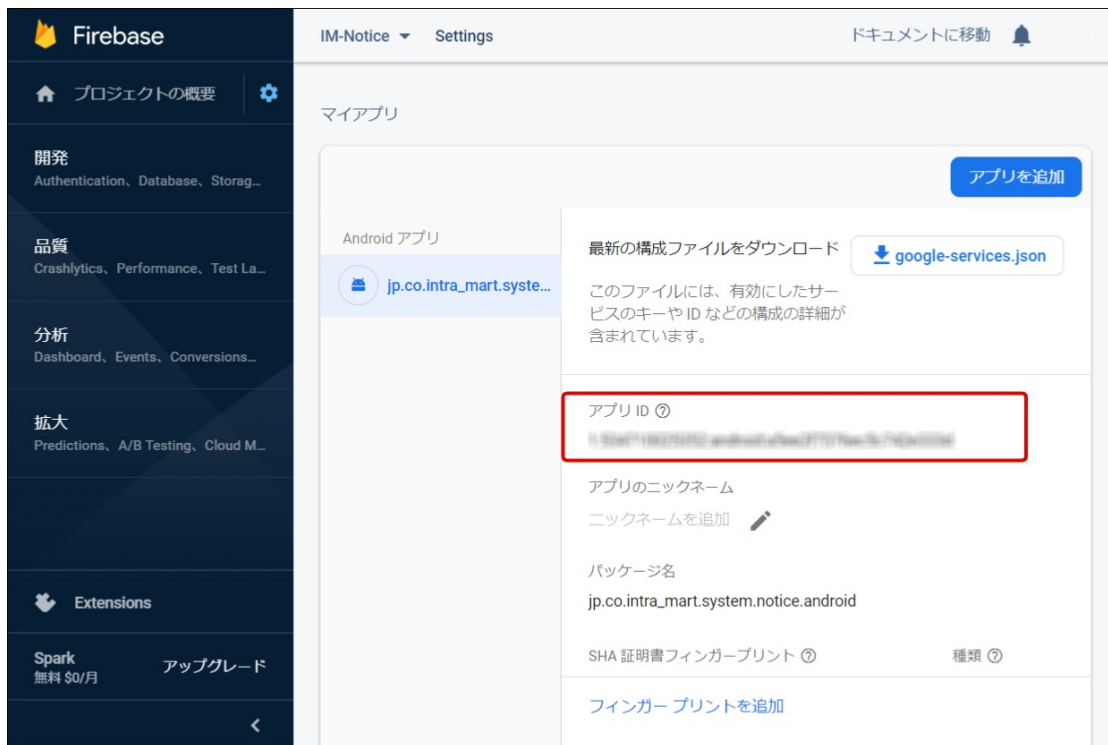 Firebase
IM-Notice Settings ドキュメントに移動
プロジェクトの概要
マイアプリ
開発
Authentication、Database、Storag...
アプリを追加
品質
Crashlytics、Performance、Test La...
Android アプリ
jp.co.intra_mart.syste...
最新の構成ファイルをダウンロード
google-services.json
このファイルには、有効にしたサー
ビスのキーや ID などの構成の詳細が
含まれています。
分析
Dashboard、Events、Conversions...
拡大
Predictions、A/B Testing、Cloud M...
アプリ ID
アプリのニックネーム
ニックネームを追加
パッケージ名
jp.co.intra_mart.system.notice.android
Extensions
SHA 証明書フィンガープリント 種類
フィンガー プリントを追加
Spark
無料 $0/月
アップグレード